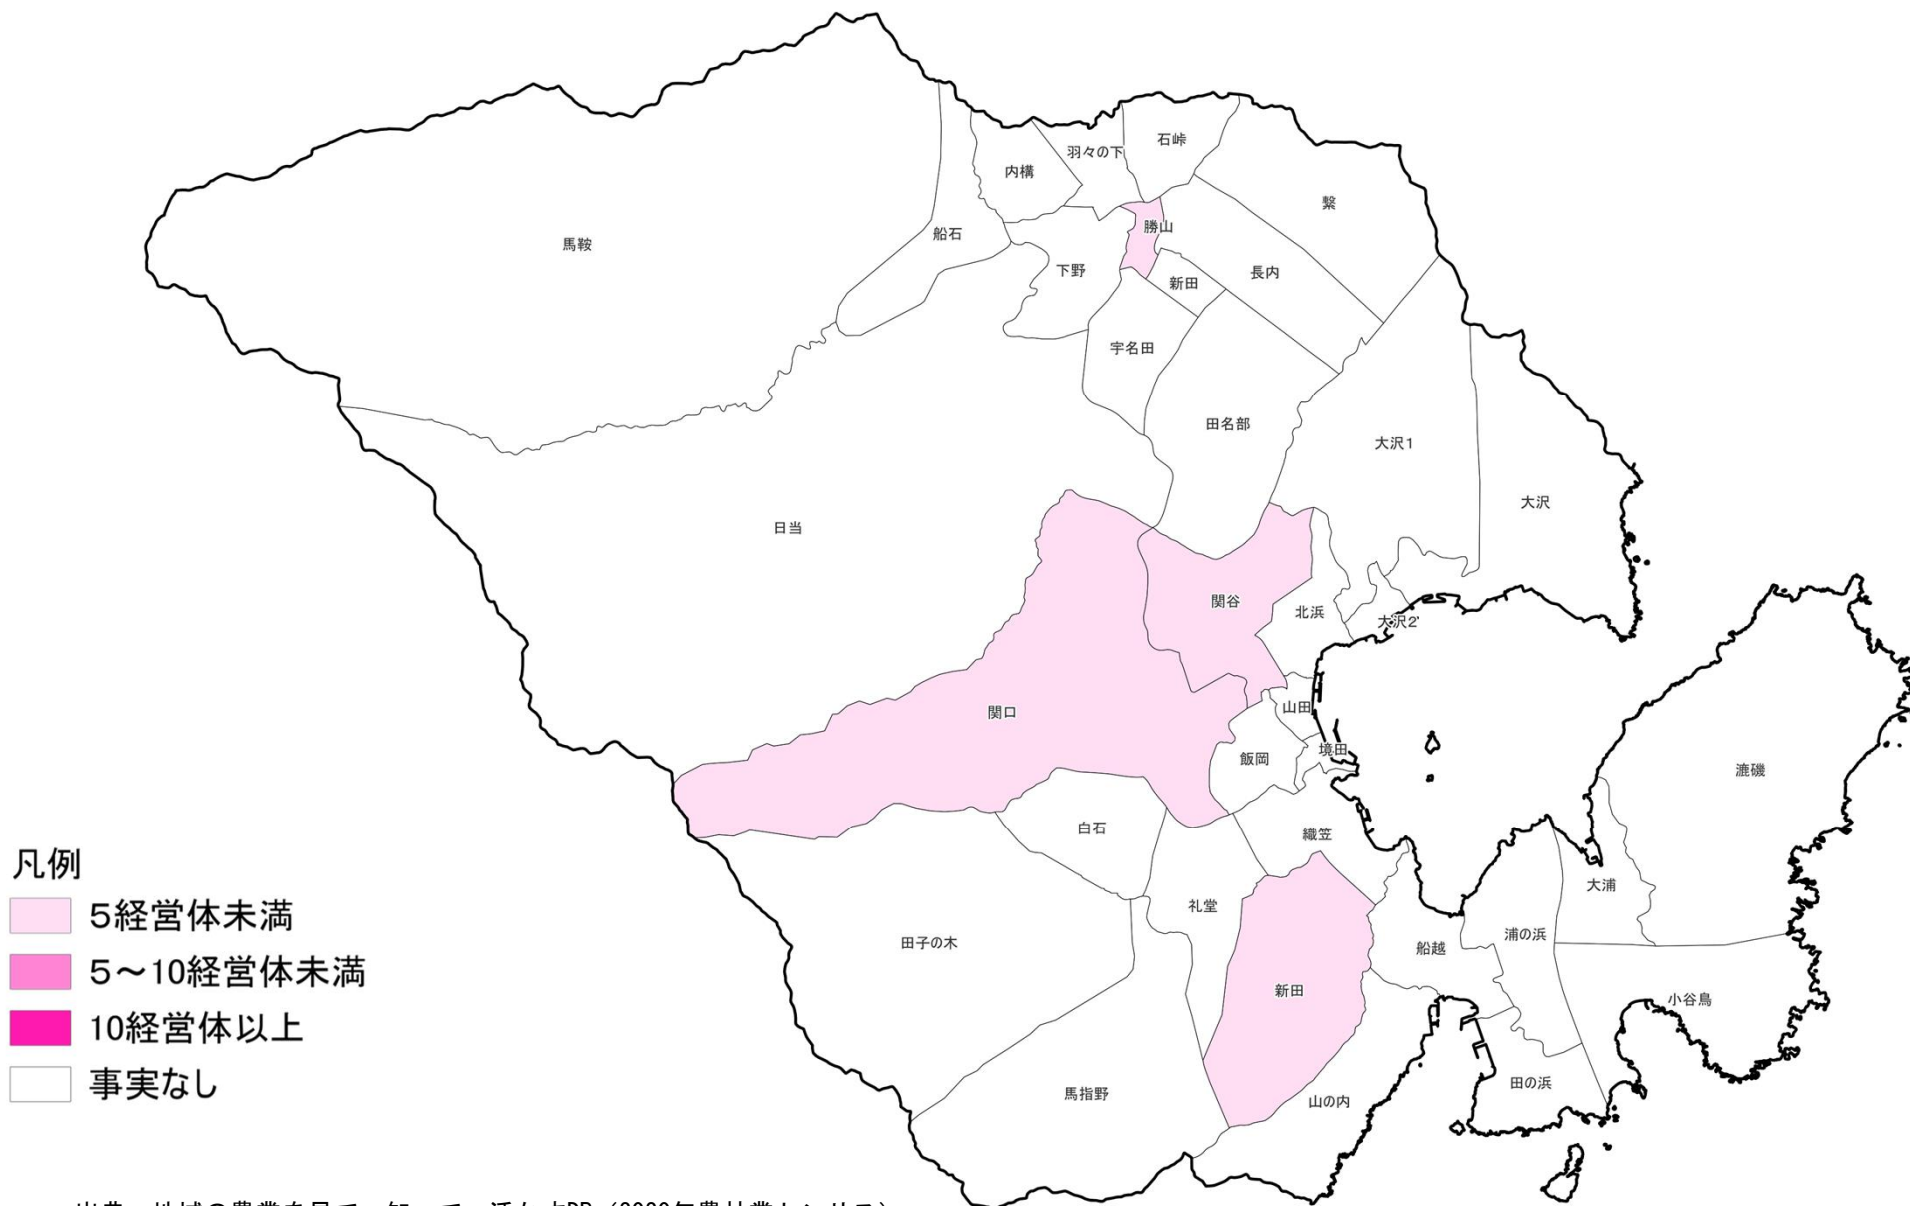 石峠
羽々の下
内構
繋
勝山
船石
馬鞍
下野
長内
新田
宇名田
田名部
大沢1
大沢
日当
関谷
北浜
大沢2
山田
関口
境田
飯岡
漉磯
白石
織笠
大浦
礼堂
浦の浜
田子の木
船越
新田
小谷鳥
田の浜
馬指野
山の内
凡例
5経営体未満
5～10経営体未満
10経営体以上
事実なし